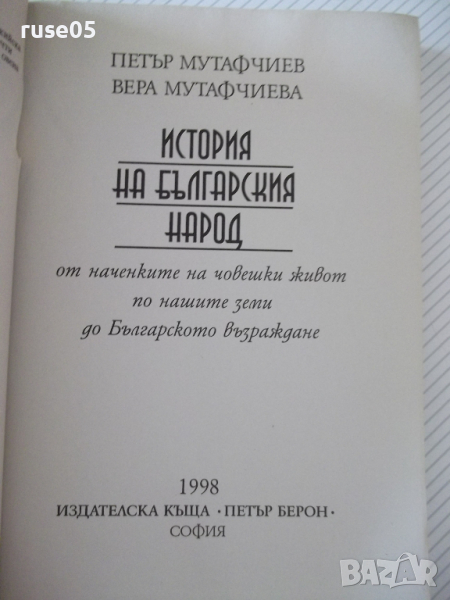 ruse05
ПЕТЪР МУТАФЧИЕВ
ВЕРА МУТАФЧИЕВА
ИСТОРИЯ
НА БЪЛГАРСКИЯ
НАРОД
от наченките на човешки живот
по нашите земи
до Българското възраждане
1998
ИЗДАТЕЛСКА КЪЩА • ПЕТЪР БЕРОН •
СОФИЯ
BAZAR